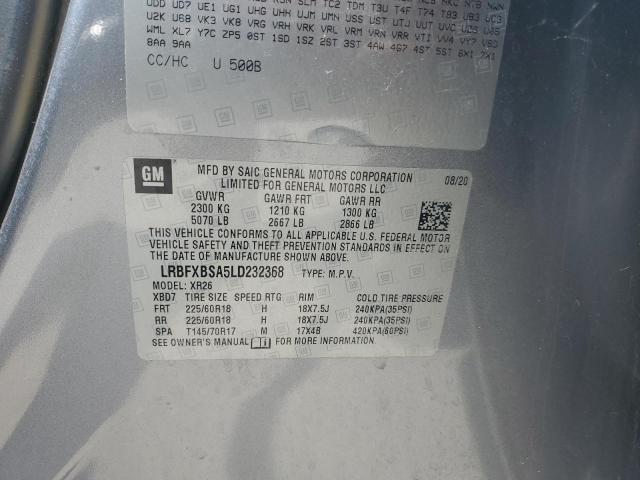 UDD UD7 UE1 UG1 UHG UHH UJM UMN USS UST UTJ UUT UVC
U2K U68 VK3 VK8 VRG VRH VRK VRL VRM VRN VRR VTI VV4 VY7 VSD
WML XL7 Y7C ZP5 0ST 1SD 1SZ 2ST 3ST 4AW 4G7 4ST 5ST 6X1 7X1
8AA 9AA
CC/HC U 500B
GM
MFD BY SAIC GENERAL MOTORS CORPORATION 08/20
LIMITED FOR GENERAL MOTORS LLC
GVWR GAWR FRT GAWR RR
2300 KG 1210 KG 1300 KG
5070 LB 2667 LB 2866 LB
THIS VEHICLE CONFORMS TO ALL APPLICABLE U.S. FEDERAL MOTOR
VEHICLE SAFETY AND THEFT PREVENTION STANDARDS IN EFFECT ON
THE DATE OF MANUFACTURE SHOWN ABOVE.
LRBFXBSA5LD232368 TYPE: M.P.V.
MODEL: XR26
XBD7 TIRE SIZE SPEED RTG RIM COLD TIRE PRESSURE
FRT 225/60R18 H 18X7.5J 240KPA(35PSI)
RR 225/60R18 H 18X7.5J 240KPA(35PSI)
SPA T145/70R17 M 17X4B 420KPA(60PSI)
SEE OWNER'S MANUAL FOR MORE INFORMATION.